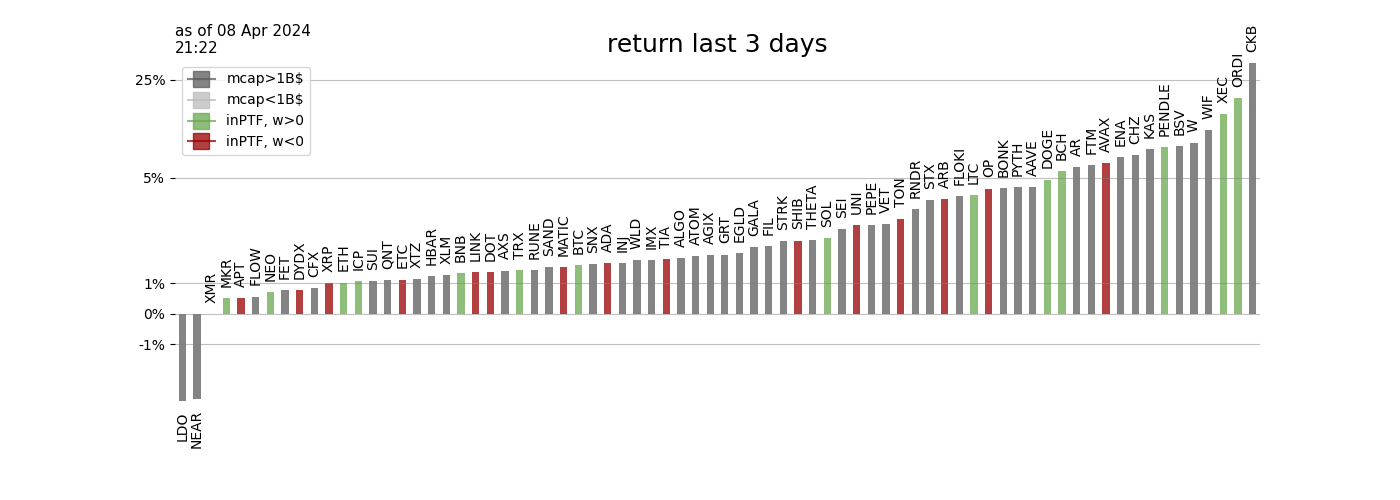 as of 08 Apr 2024
21:22
return last 3 days
mcap>1B$
mcap<1B$
inPTF, w>0
inPTF, w<0
25%
5%
1%
0%
-1%
LDO
NEAR
XMR
MKR
APT
FLOW
NEO
FET
DYDX
CFX
XRP
ETH
ICP
SUI
QNT
ETC
XTZ
HBAR
XLM
BNB
LINK
DOT
AXS
TRX
RUNE
SAND
MATIC
BTC
SNX
ADA
INJ
WLD
IMX
TIA
ALGO
ATOM
AGIX
GRT
EGLD
GALA
FIL
STRK
SHIB
THETA
SOL
SEI
UNI
PEPE
VET
TON
RNDR
STX
ARB
FLOKI
LTC
OP
BONK
PYTH
AAVE
DOGE
BCH
AR
FTM
AVAX
ENA
CHZ
KAS
PENDLE
BSV
W
WIF
XEC
ORDI
CKB